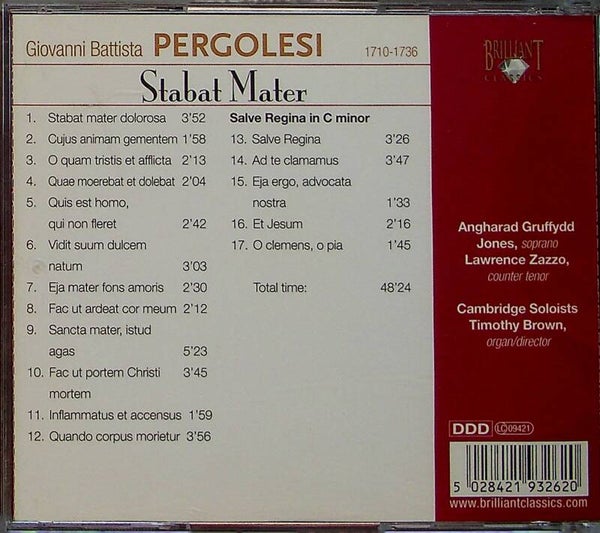 Giovanni Battista PERGOLESI 1710-1736
Stabat Mater
1. Stabat mater dolorosa 3'52
2. Cujus animam gementem 1'58
3. O quam tristis et afflicta 2'13
4. Quae moerebat et dolebat 2'04
5. Quis est homo,
qui non fleret 2'42
6. Vidit suum dulcem
natum 3'03
7. Eja mater fons amoris 2'30
8. Fac ut ardeat cor meum 2'12
9. Sancta mater, istud
agas 5'23
10. Fac ut portem Christi 3'45
mortem
11. Inflammatus et accensus 1'59
12. Quando corpus morietur 3'56
Salve Regina in C minor
13. Salve Regina 3'26
14. Ad te clamamus 3'47
15. Eja ergo, advocata
nostra 1'33
16. Et Jesum 2'16
17. O clemens, o pia 1'45
Total time: 48'24
BRILLIANT
CLASSICS
Angharad Gruffydd
Jones, soprano
Lawrence Zazzo,
counter tenor
Cambridge Soloists
Timothy Brown,
organ/director
DDD LC 09421
5 028421 932620
www.brilliantclassics.com